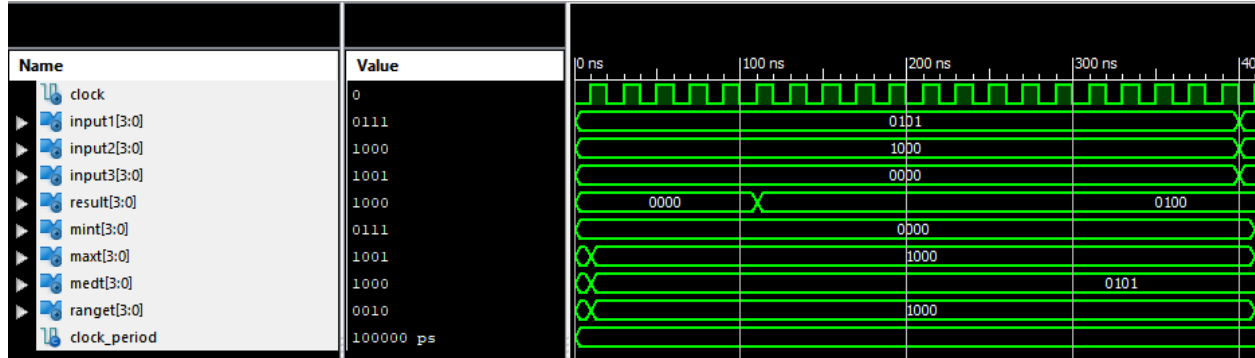 0 ns 100 ns 200 ns 300 ns 40
Name Value
clock 0
input1[3:0] 0111 0101
input2[3:0] 1000 1000
input3[3:0] 1001 0000
result[3:0] 1000 0000 0100
mint[3:0] 0111 0000
maxt[3:0] 1001 1000
medt[3:0] 1000 0101
ranget[3:0] 0010 1000
clock_period 100000 ps